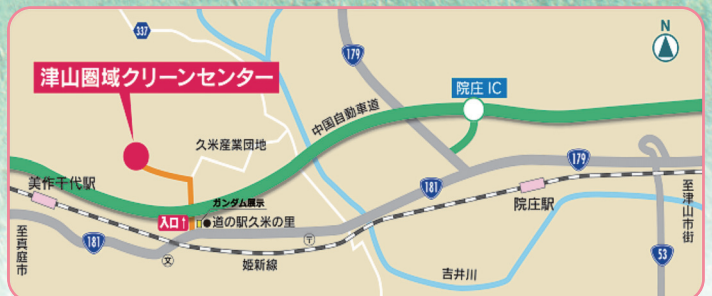 337
179
N
津山圏域クリーンセンター
院庄 IC
中国自動車道
久米産業団地
179
美作千代駅
ガンダム展示
181
院庄駅
至津山市街
入口↑
●道の駅久米の里
至真庭市
181
文
〒
姫新線
吉井川
53